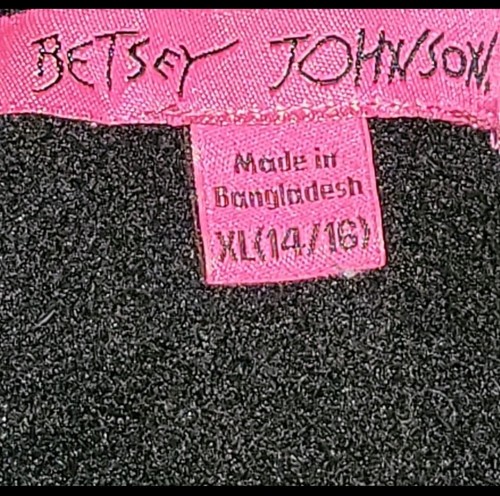 BETSEY JOHNSON
Made in
Bangladesh
XL(14/16)